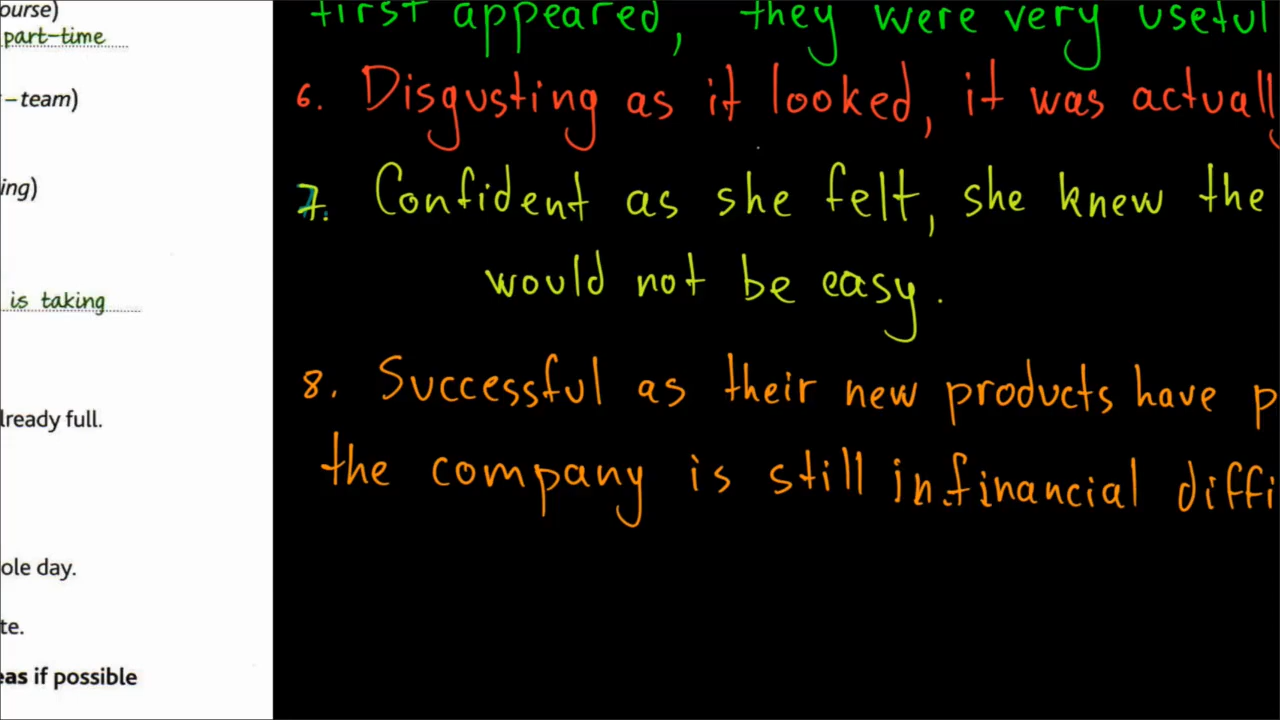 ourse)
part-time
-team)
ing)
is taking
lready full.
ole day.
te.
eas if possible
first appeared, they were very useful
6. Disgusting as it looked, it was actuall
7. Confident as she felt, she knew the
would not be easy.
8. Successful as their new products have p
the company is still in financial diffi